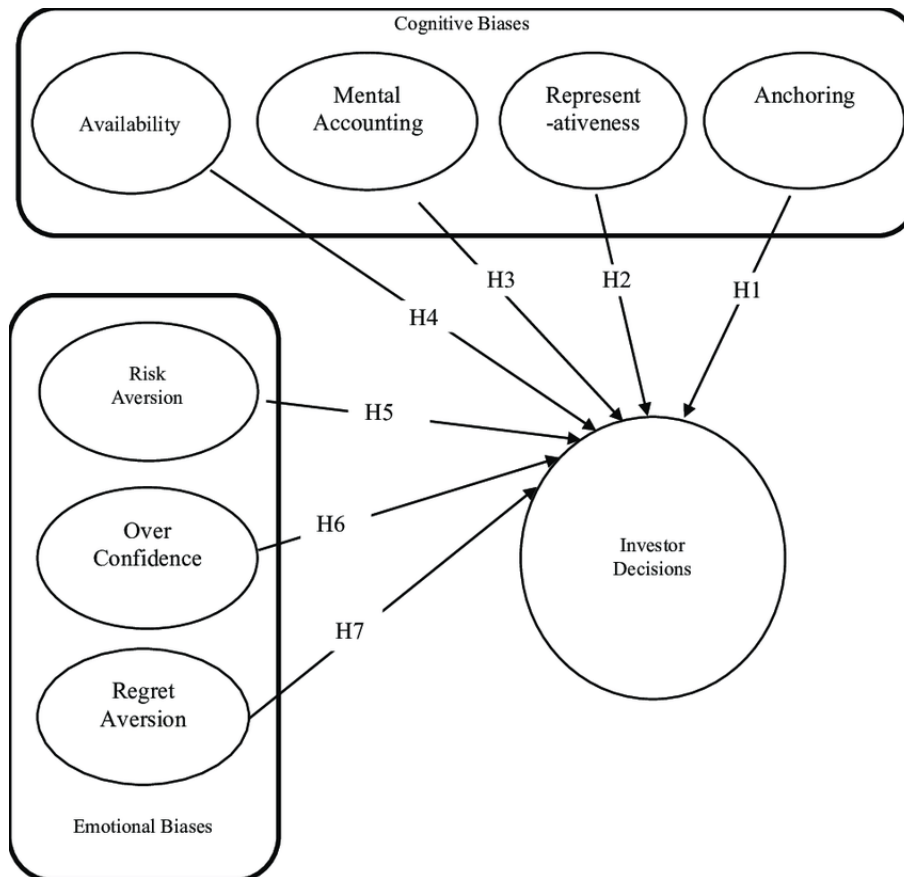 Cognitive Biases
Availability
Mental
Accounting
Represent
-ativeness
Anchoring
H3
H2
H1
H4
Risk
Aversion
H5
Over
Confidence
H6
Investor
Decisions
H7
Regret
Aversion
Emotional Biases